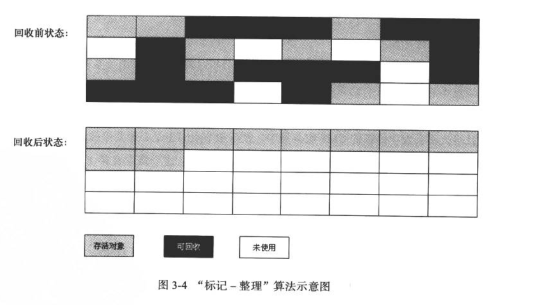 回收前状态：
回收后状态：
存活对象
可回收
未使用
图 3-4 “标记－整理”算法示意图